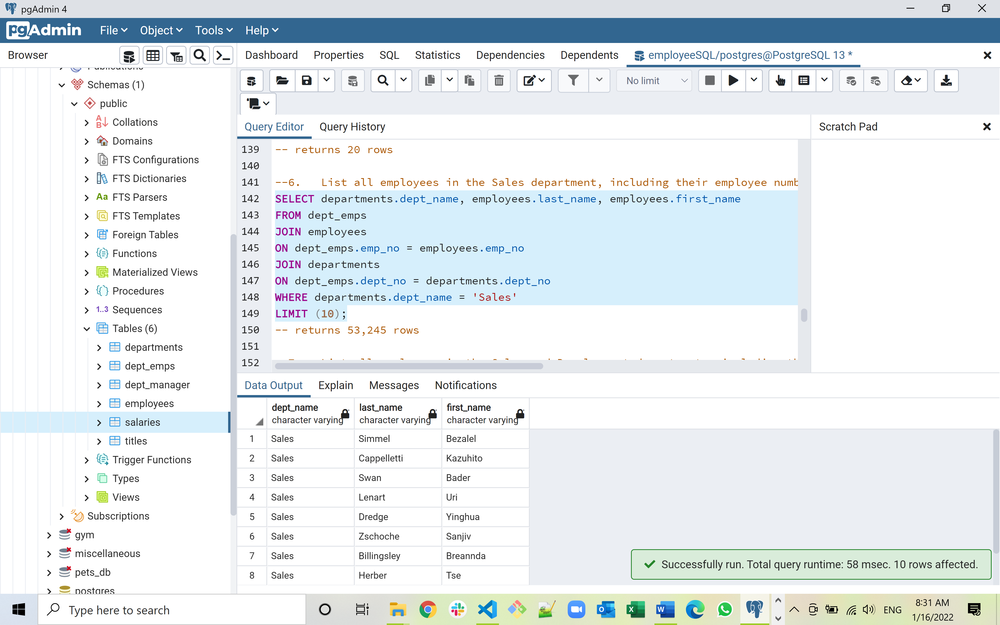 pgAdmin 4
pgAdmin File Object Tools Help
Browser
Dashboard Properties SQL Statistics Dependencies Dependents employeeSQL/postgres@PostgreSQL 13 *
No limit
Publications
Schemas (1)
public
Collations
Domains
FTS Configurations
FTS Dictionaries
Aa FTS Parsers
FTS Templates
Foreign Tables
Functions
Materialized Views
Procedures
1..3 Sequences
Tables (6)
departments
dept_emps
dept_manager
employees
salaries
titles
Trigger Functions
Types
Views
Subscriptions
gym
miscellaneous
pets_db
postgres
Query Editor Query History
Scratch Pad
139 -- returns 20 rows
140
141 --6. List all employees in the Sales department, including their employee numb
142 SELECT departments.dept_name, employees.last_name, employees.first_name
143 FROM dept_emps
144 JOIN employees
145 ON dept_emps.emp_no = employees.emp_no
146 JOIN departments
147 ON dept_emps.dept_no = departments.dept_no
148 WHERE departments.dept_name = 'Sales'
149 LIMIT (10);
150 -- returns 53,245 rows
151
152
Data Output Explain Messages Notifications
dept_name last_name first_name
character varying character varying character varying
1 Sales Simmel Bezalel
2 Sales Cappelletti Kazuhito
3 Sales Swan Bader
4 Sales Lenart Uri
5 Sales Dredge Yinghua
6 Sales Zschoche Sanjiv
7 Sales Billingsley Breannda
8 Sales Herber Tse
Successfully run. Total query runtime: 58 msec. 10 rows affected.
Type here to search
ENG
8:31 AM
1/16/2022